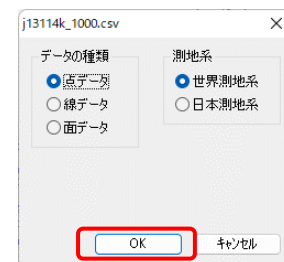 j13114k_1000.csv
データの種類
点データ
線データ
面データ
測地系
世界測地系
日本測地系
OK
キャンセル